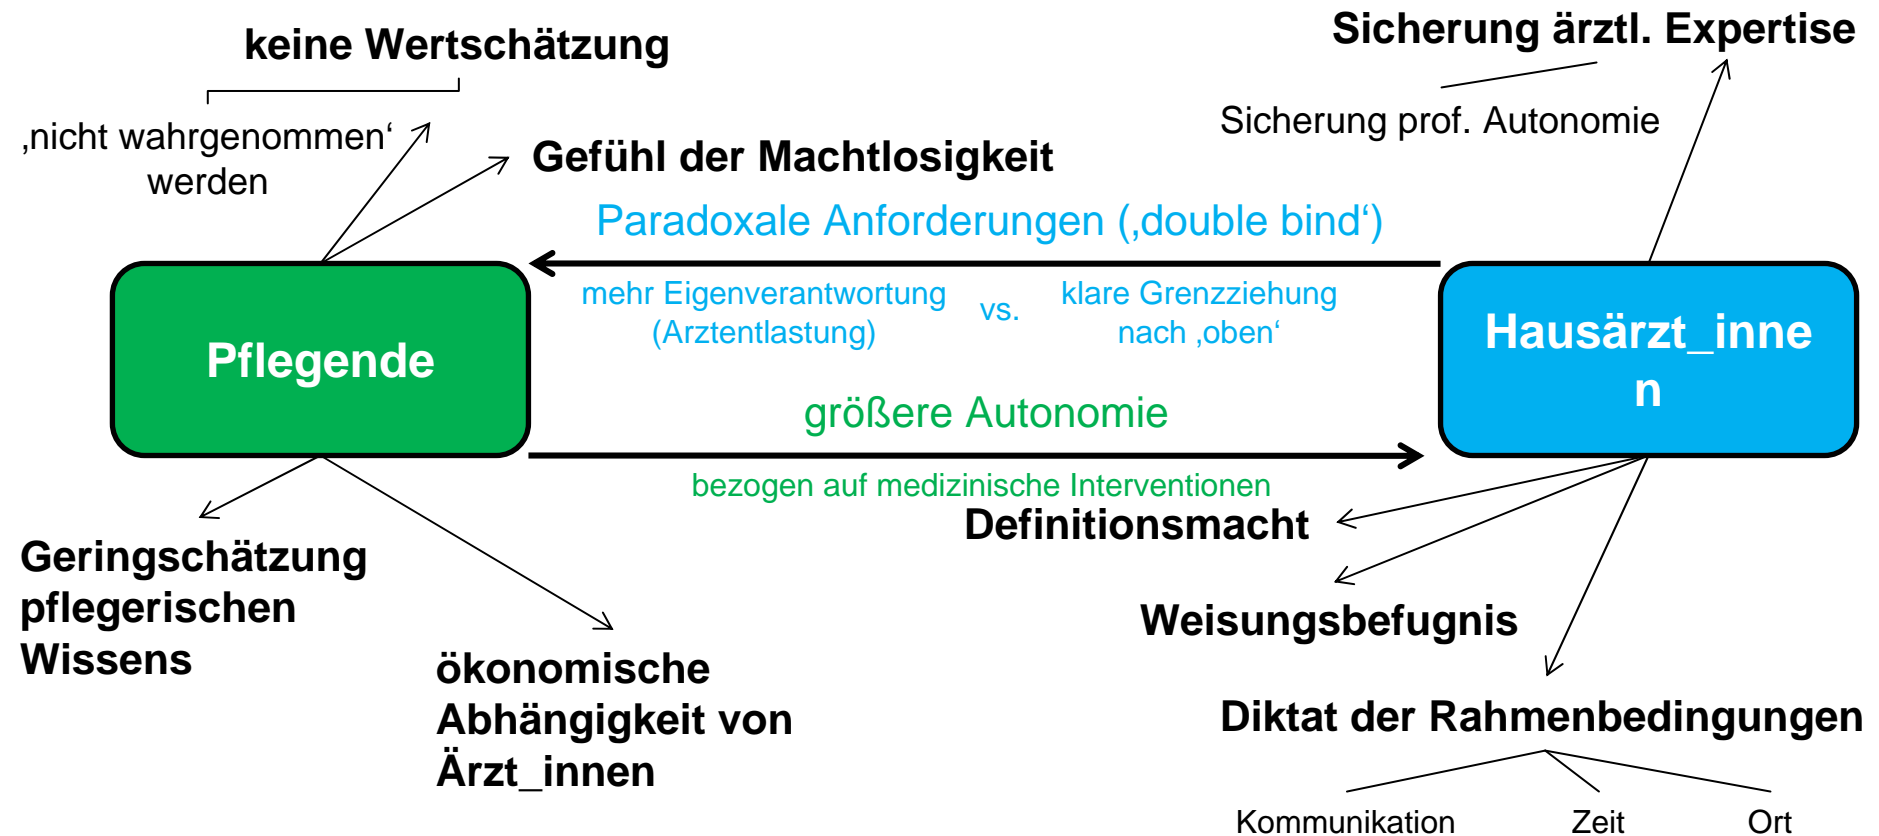 keine Wertschätzung
‚nicht wahrgenommen‘
werden
Gefühl der Machtlosigkeit
Sicherung ärztl. Expertise
Sicherung prof. Autonomie
Paradoxale Anforderungen (‚double bind‘)
mehr Eigenverantwortung
(Arztentlastung)
vs.
klare Grenzziehung
nach ‚oben‘
Pflegende
Hausärzt_inne
n
größere Autonomie
bezogen auf medizinische Interventionen
Geringschätzung
pflegerischen
Wissens
ökonomische
Abhängigkeit von
Ärzt_innen
Definitionsmacht
Weisungsbefugnis
Diktat der Rahmenbedingungen
Kommunikation
Zeit
Ort